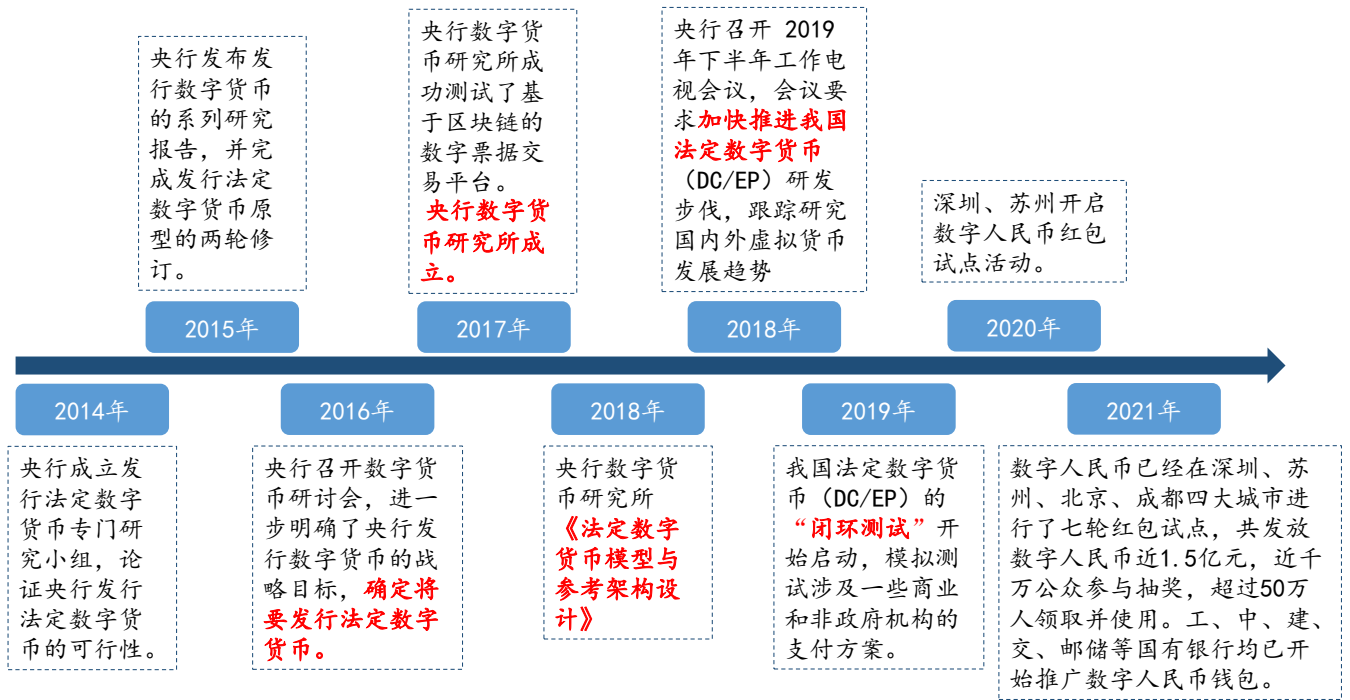 央行发布发
行数字货币
的系列研究
报告，并完
成发行法定
数字货币原
型的两轮修
订。
2015年
央行数字货
币研究所成
功测试了基
于区块链的
数字票据交
易平台。
央行数字货
币研究所成
立。
2017年
央行召开 2019
年下半年工作电
视会议，会议要
求加快推进我国
法定数字货币
（DC/EP）研发
步伐，跟踪研究
国内外虚拟货币
发展趋势
2018年
深圳、苏州开启
数字人民币红包
试点活动。
2020年
2014年
央行成立发
行法定数字
货币专门研
究小组，论
证央行发行
法定数字货
币的可行性。
2016年
央行召开数字货
币研讨会，进一
步明确了央行发
行数字货币的战
略目标，确定将
要发行法定数字
货币。
2018年
央行数字货
币研究所
《法定数字
货币模型与
参考架构设
计》
2019年
我国法定数字货
币（DC/EP）的
“闭环测试”开
始启动，模拟测
试涉及一些商业
和非政府机构的
支付方案。
2021年
数字人民币已经在深圳、苏
州、北京、成都四大城市进
行了七轮红包试点，共发放
数字人民币近1.5亿元，近千
万公众参与抽奖，超过50万
人领取并使用。工、中、建、
交、邮储等国有银行均已开
始推广数字人民币钱包。